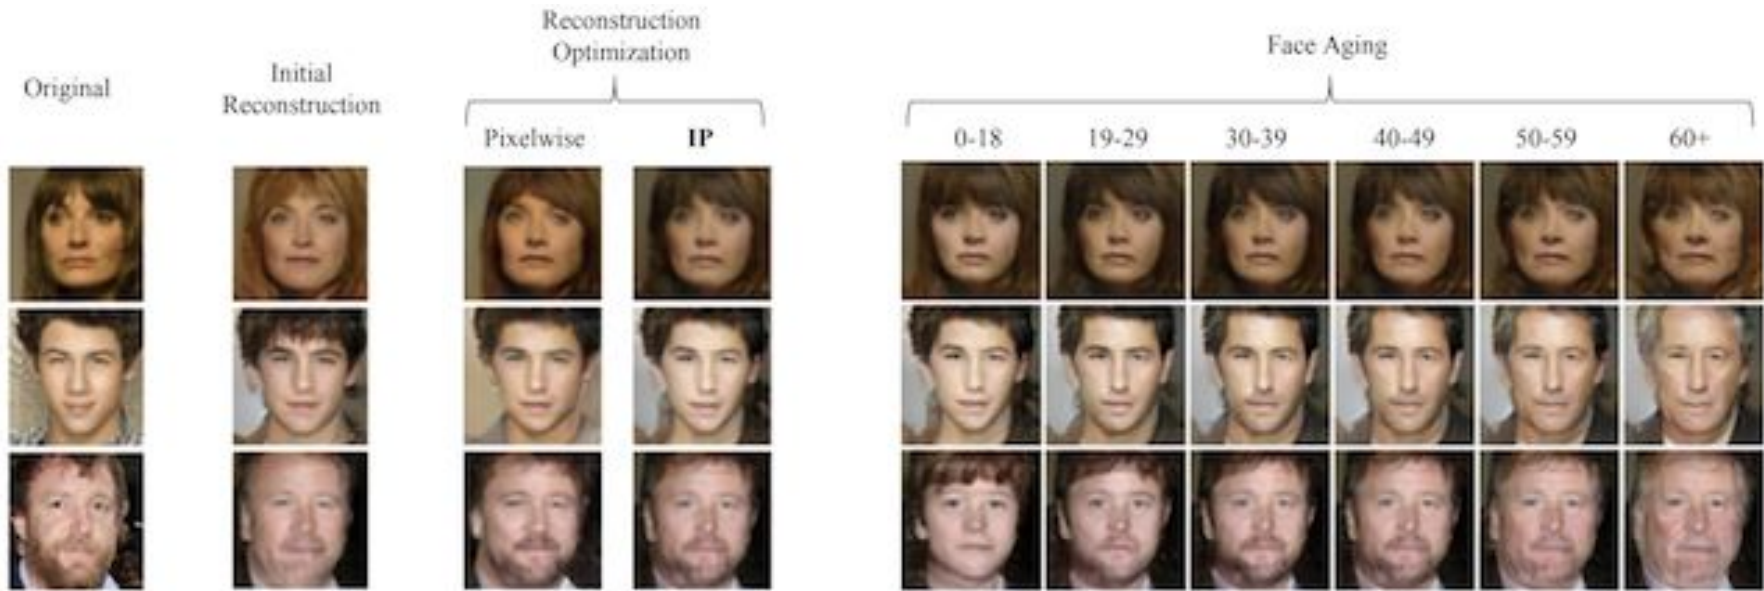 Original
Initial
Reconstruction
Reconstruction
Optimization
Pixelwise
IP
Face Aging
0-18
19-29
30-39
40-49
50-59
60+